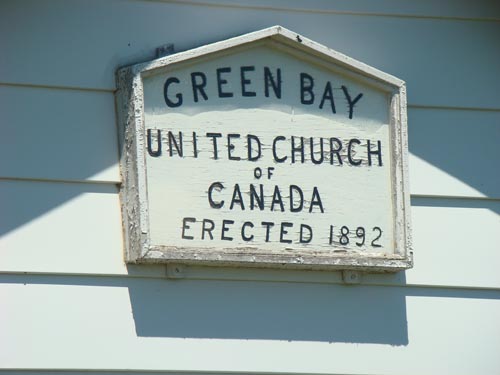 GREEN BAY
UNITED CHURCH
OF
CANADA
ERECTED 1892